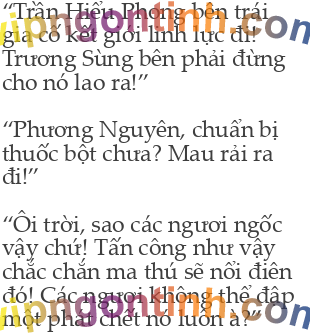 “Trần Hiểu Phong bên trái
gia cố kết giới linh lực đi!
Trương Sùng bên phải đừng
cho nó lao ra!”
“Phương Nguyên, chuẩn bị
thuốc bột chưa? Mau rải ra
đi!”
“Ôi trời, sao các ngươi ngốc
vậy chứ! Tấn công như vậy
chắc chắn ma thú sẽ nổi điên
đó! Các ngươi không thể đập
một phát chết nó luôn à?”
vipngontinh.com
vipngontinh.com